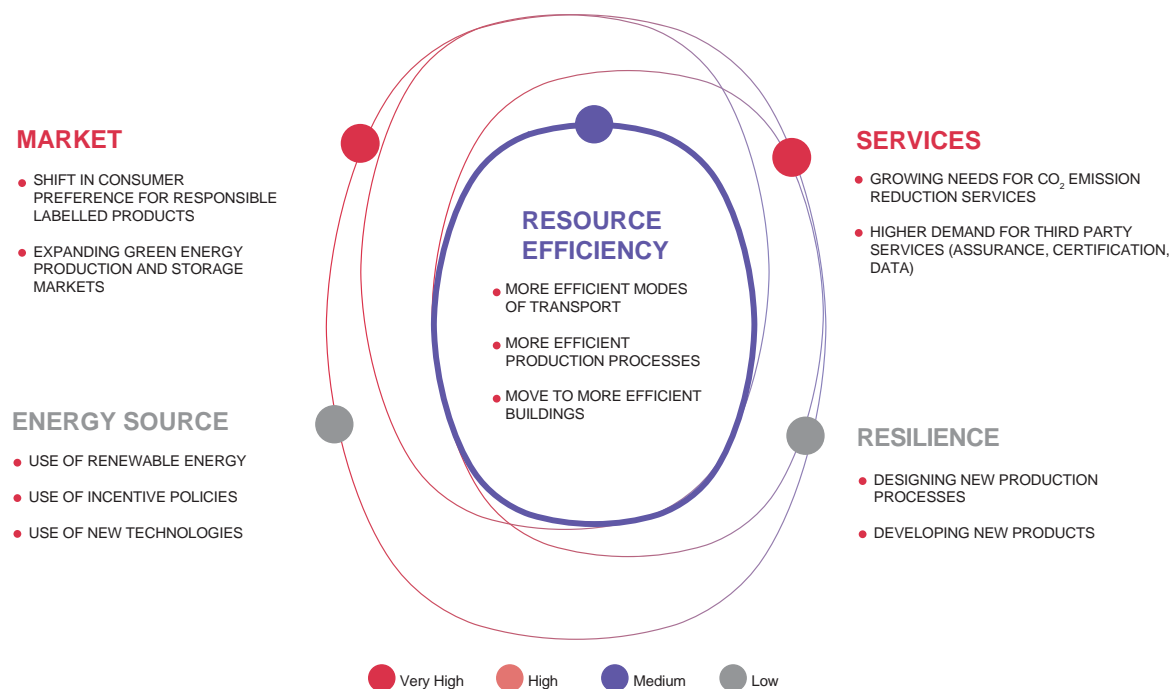 MARKET
SHIFT IN CONSUMER
PREFERENCE FOR RESPONSIBLE
LABELLED PRODUCTS
EXPANDING GREEN ENERGY
PRODUCTION AND STORAGE
MARKETS
SERVICES
GROWING NEEDS FOR CO₂ EMISSION
REDUCTION SERVICES
HIGHER DEMAND FOR THIRD PARTY
SERVICES (ASSURANCE, CERTIFICATION,
DATA)
RESOURCE
EFFICIENCY
MORE EFFICIENT MODES
OF TRANSPORT
MORE EFFICIENT
PRODUCTION PROCESSES
MOVE TO MORE EFFICIENT
BUILDINGS
ENERGY SOURCE
USE OF RENEWABLE ENERGY
USE OF INCENTIVE POLICIES
USE OF NEW TECHNOLOGIES
RESILIENCE
DESIGNING NEW PRODUCTION
PROCESSES
DEVELOPING NEW PRODUCTS
Very High
High
Medium
Low